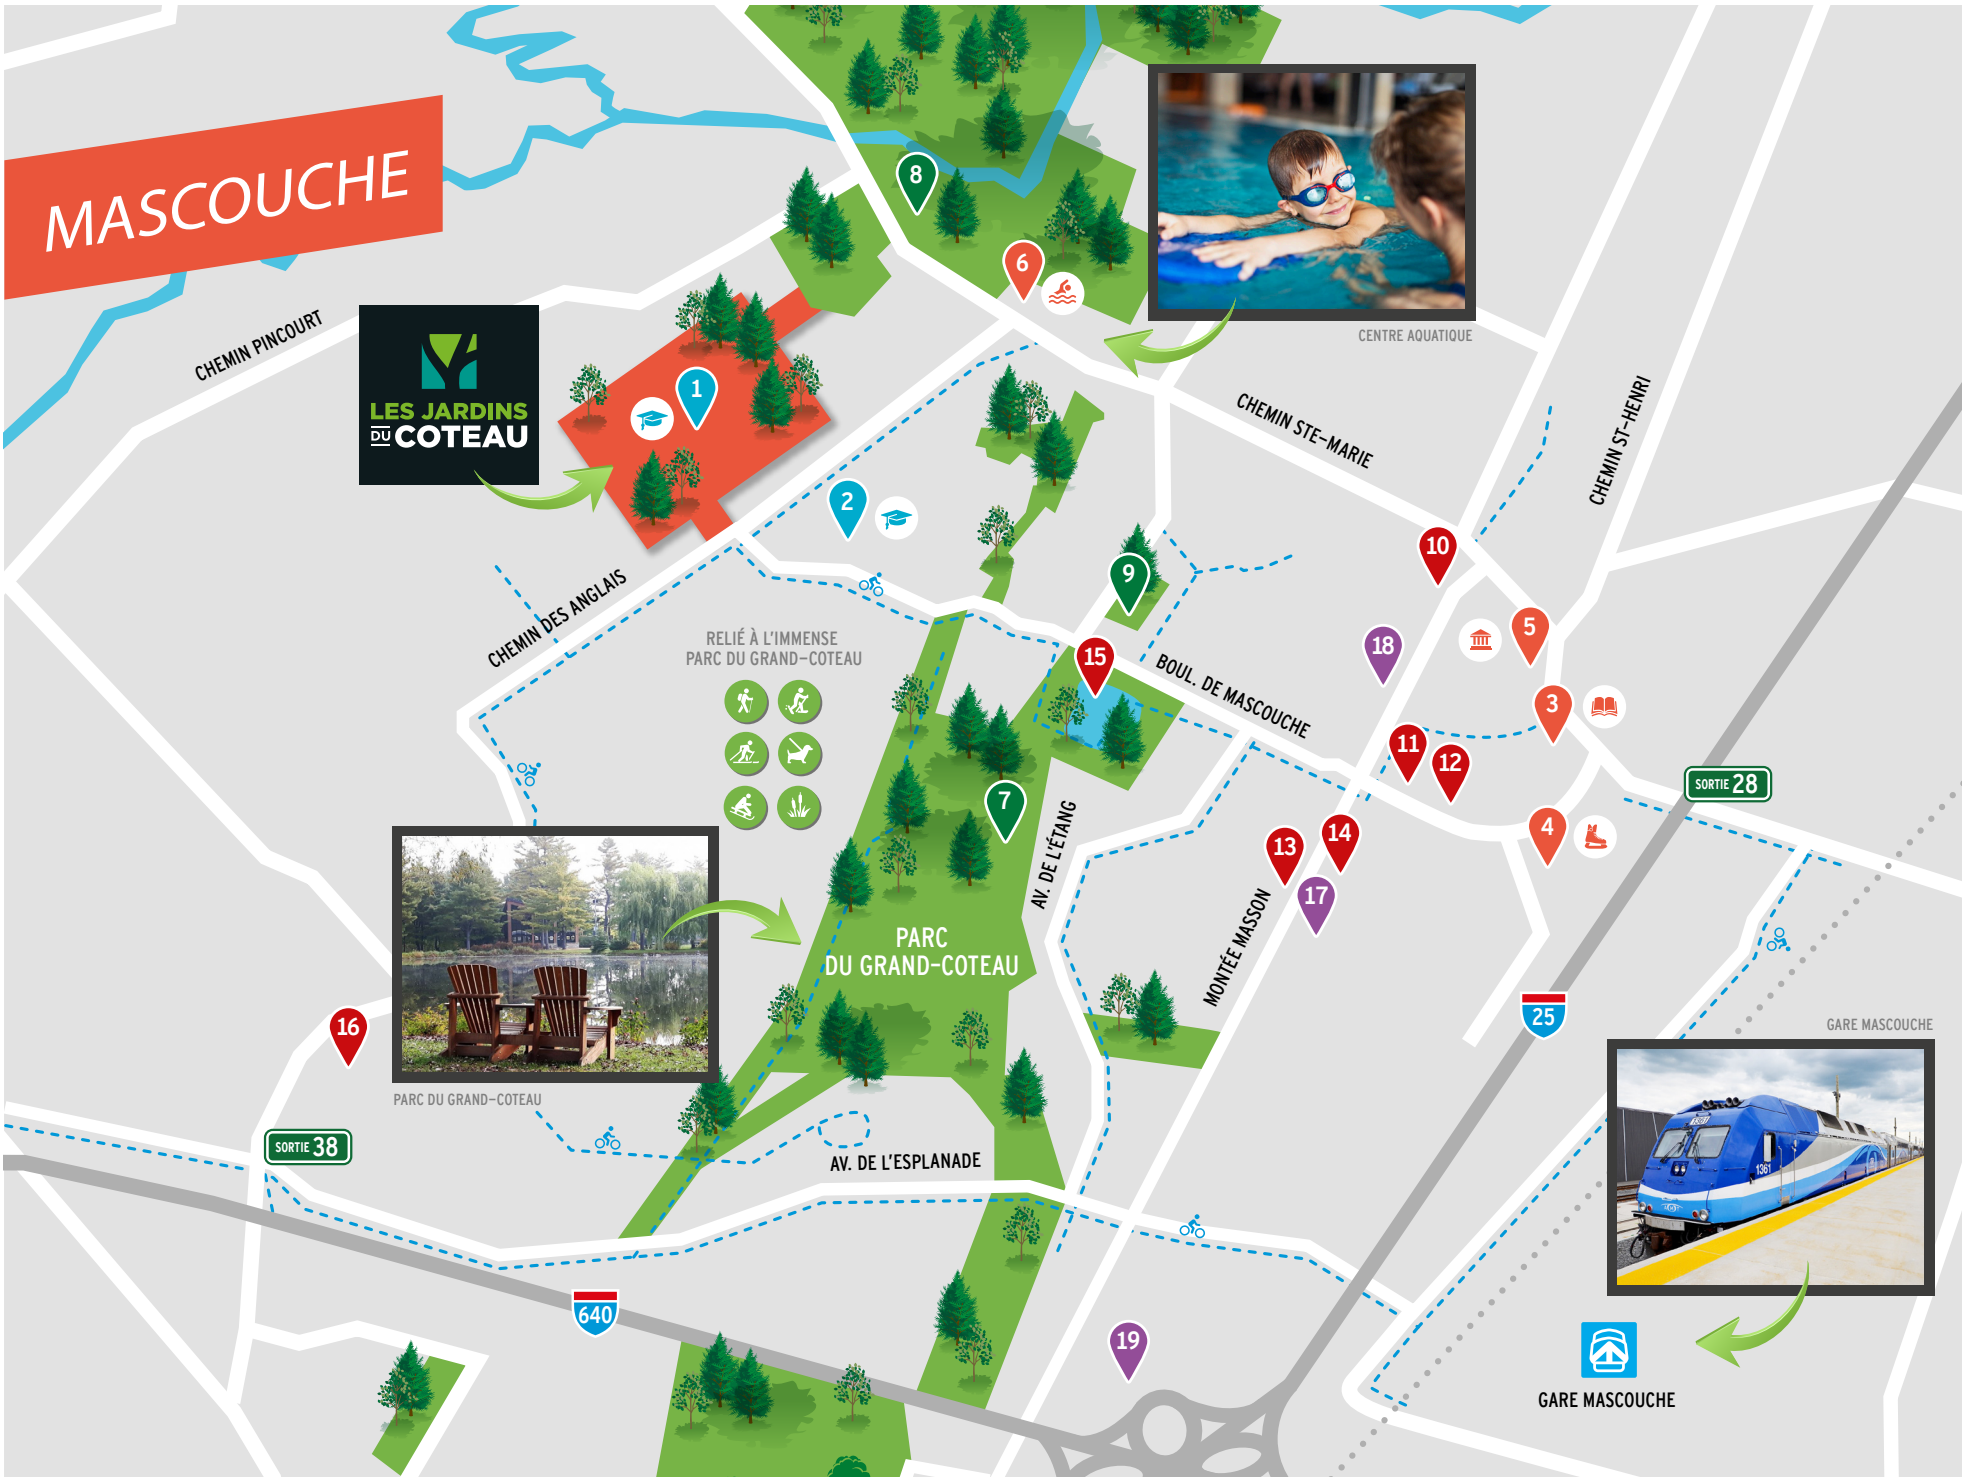 MASCOUCHE
8
6
CENTRE AQUATIQUE
CHEMIN PINCOURT
LES JARDINS
DU COTEAU
1
CHEMIN STE-MARIE
CHEMIN ST-HENRI
2
10
9
CHEMIN DES ANGLAIS
RELIÉ À L'IMMENSE
PARC DU GRAND-COTEAU
5
18
15
BOUL. DE MASCOUCHE
3
11
12
SORTIE 28
7
AV. DE L'ÉTANG
13
14
4
17
PARC
DU GRAND-COTEAU
MONTÉE MASSON
16
25
GARE MASCOUCHE
PARC DU GRAND-COTEAU
SORTIE 38
AV. DE L'ESPLANADE
1361
1361
640
19
GARE MASCOUCHE